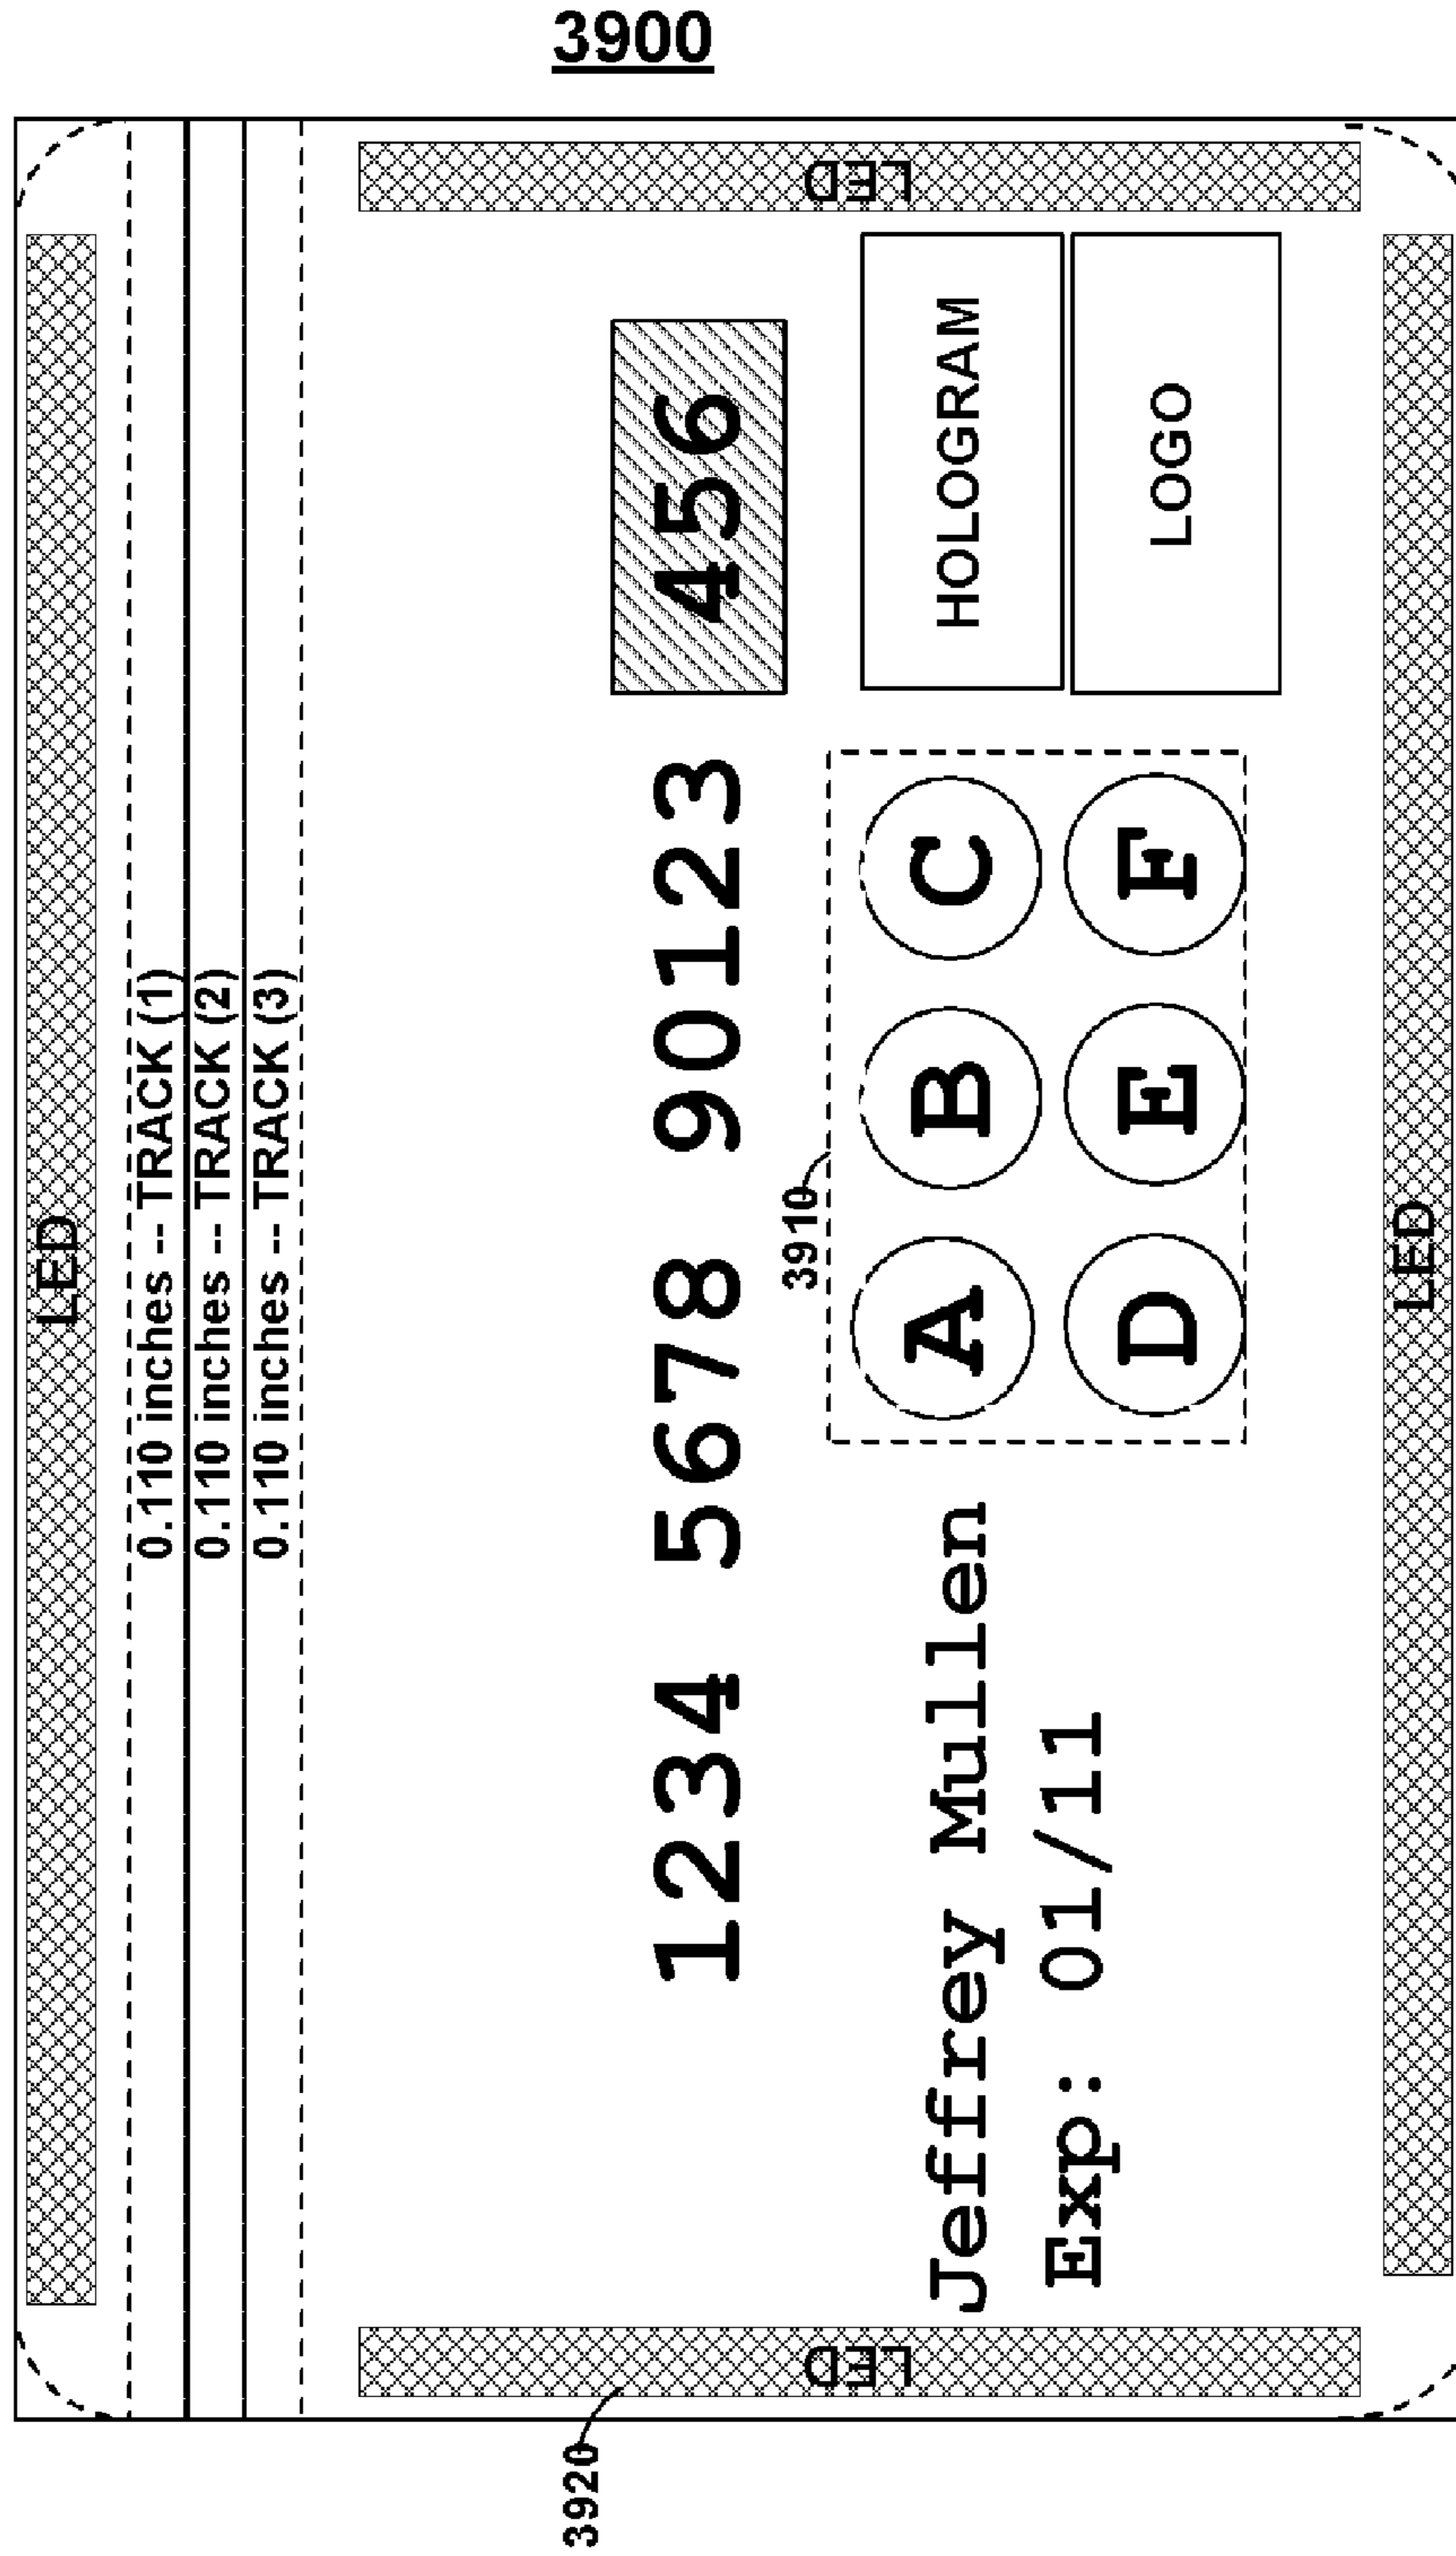 3900
LED
0.110 inches -- TRACK (1)
0.110 inches -- TRACK (2)
0.110 inches -- TRACK (3)
LED
LED
1234 5678 90123 456
3910
A B C
D E F
HOLOGRAM
LOGO
Jeffrey Mullen
Exp: 01/11
3920
LED